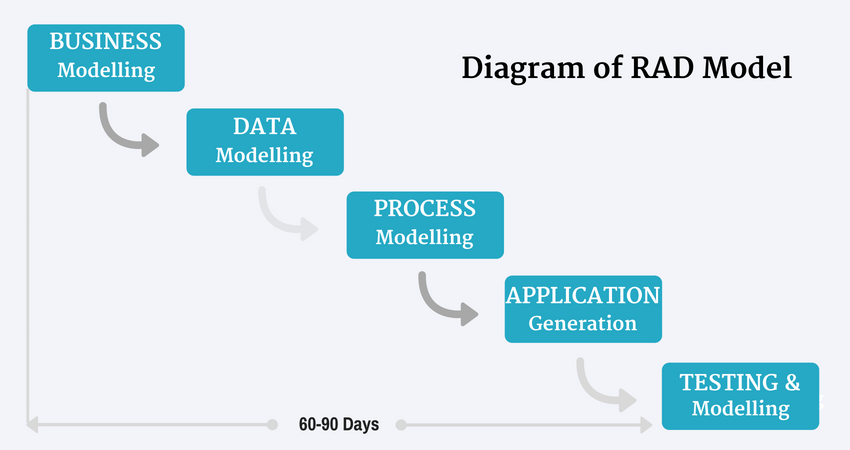 BUSINESS
Modelling
Diagram of RAD Model
DATA
Modelling
PROCESS
Modelling
APPLICATION
Generation
TESTING &
Modelling
60-90 Days